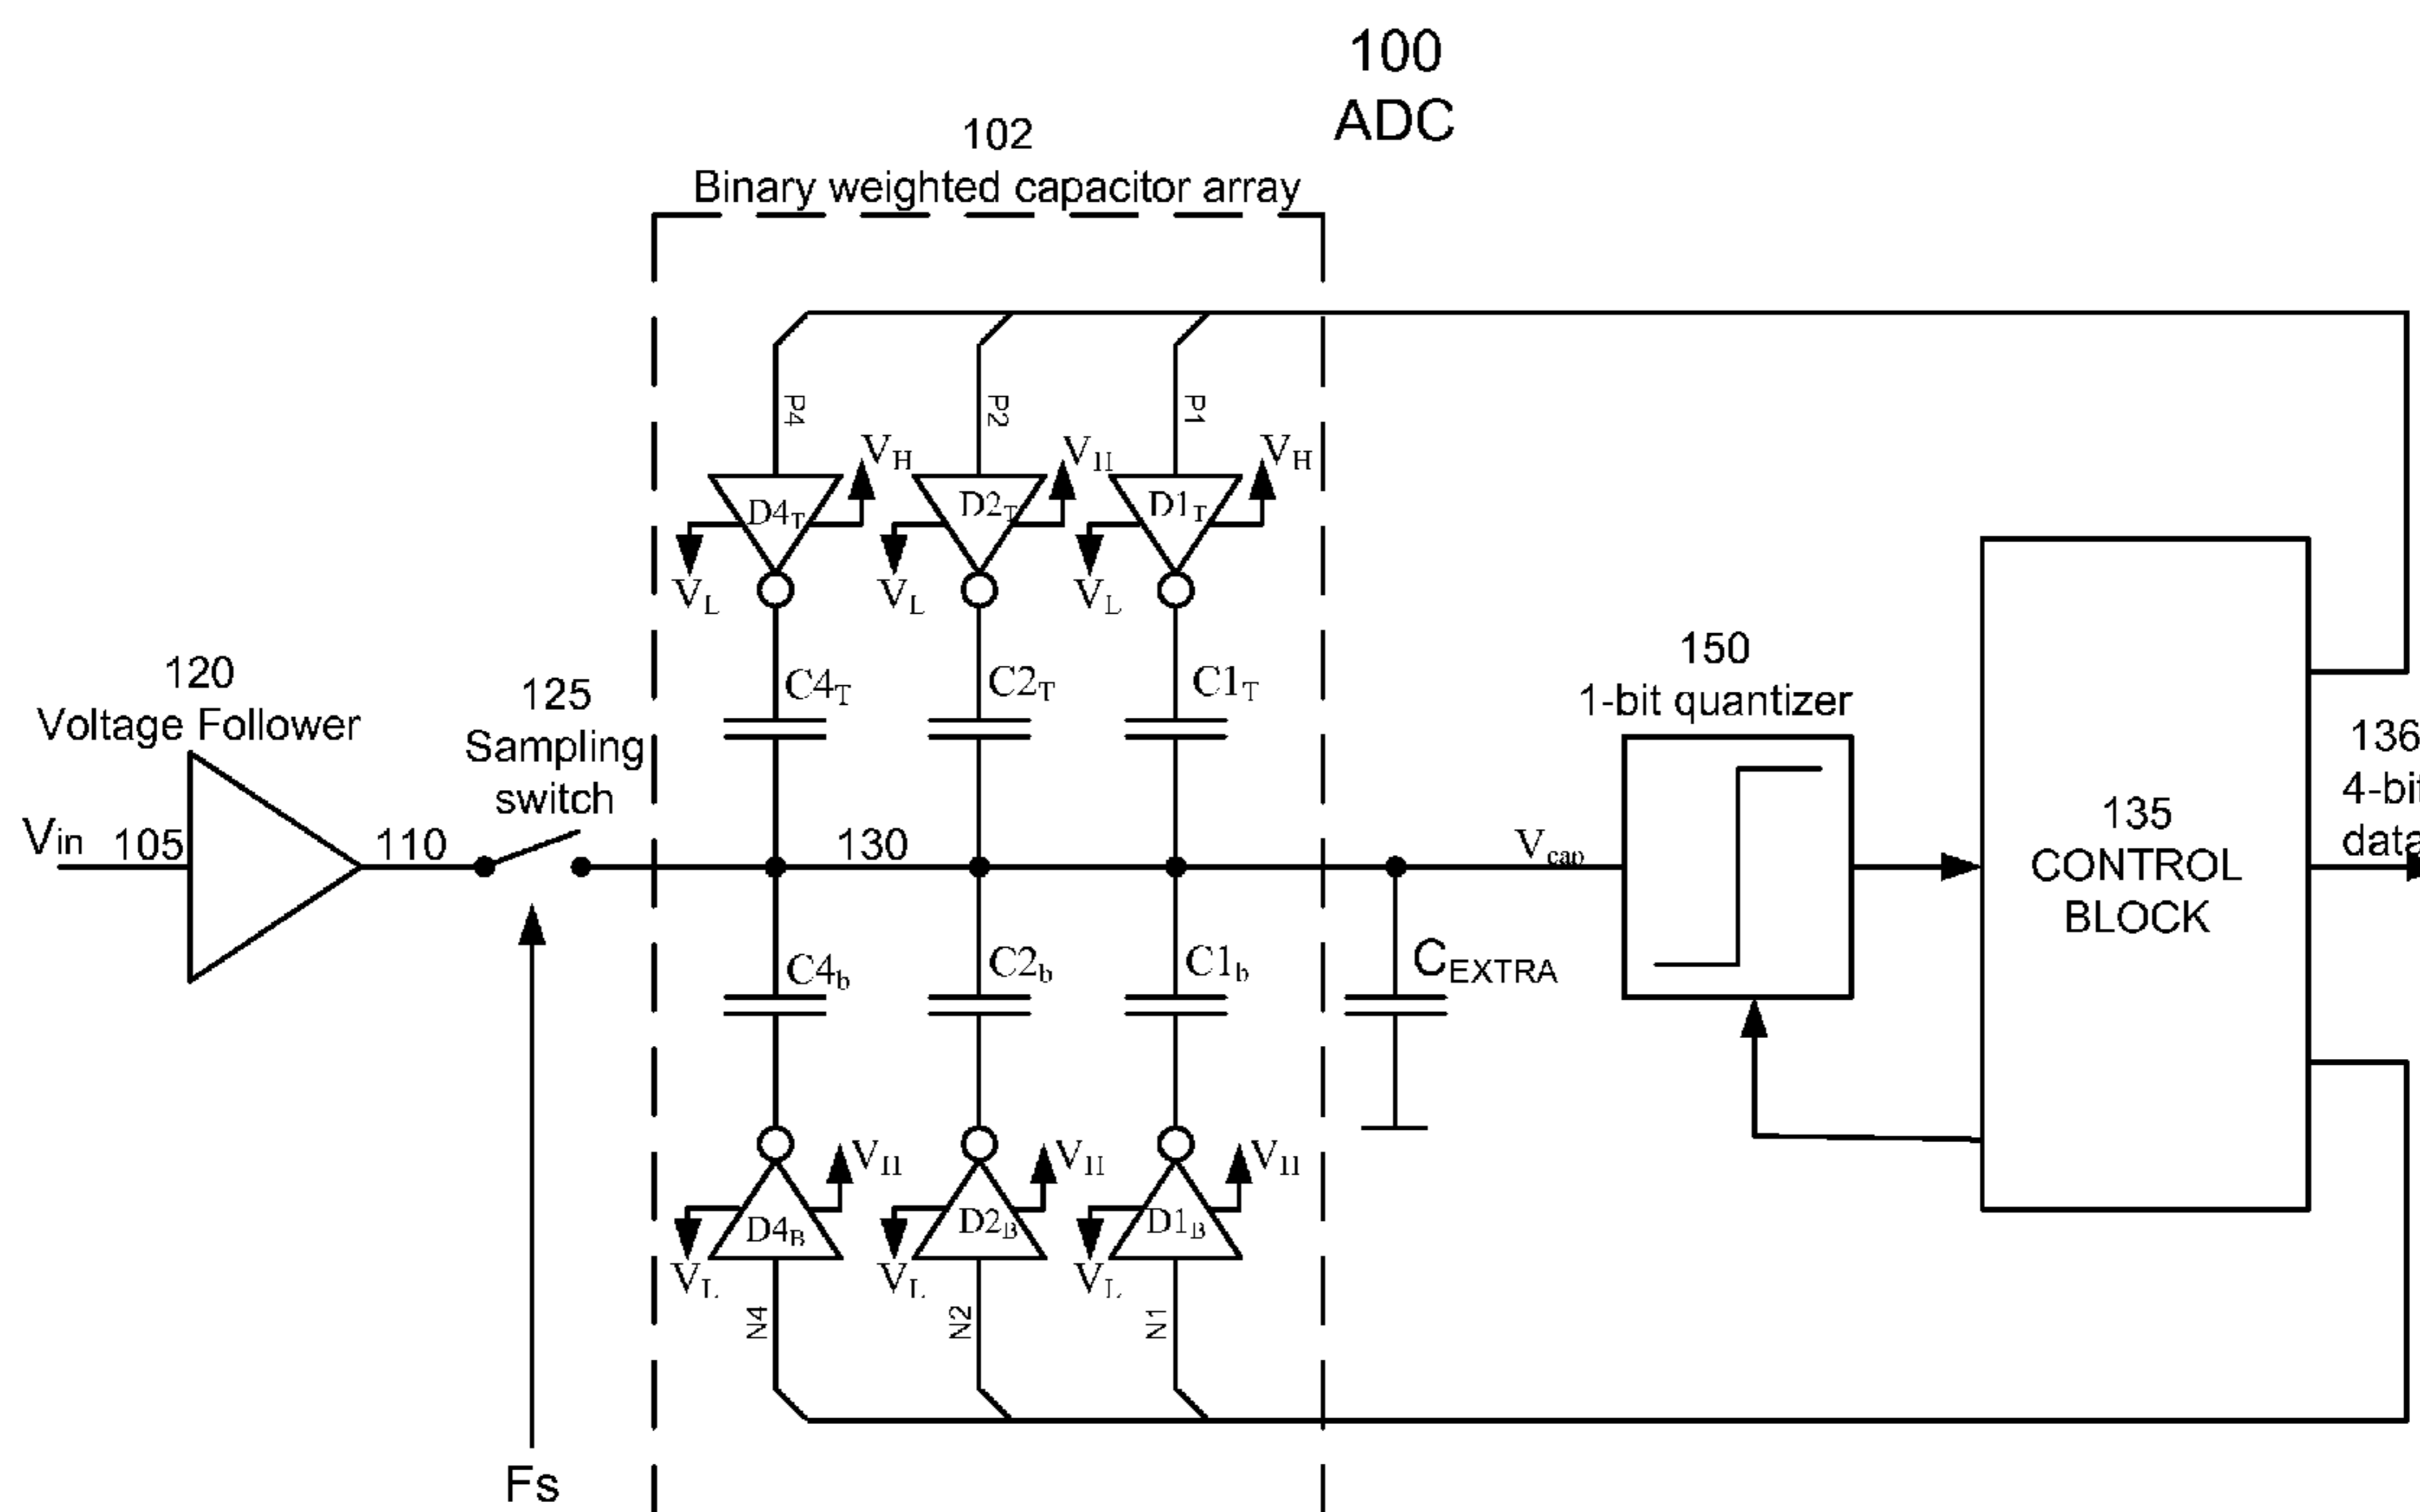 100
ADC
102
Binary weighted capacitor array
P4
P2
P1
VH
VH
VH
D4T
D2T
D1T
VL
VL
VL
120
Voltage Follower
125
Sampling
switch
C4T
C2T
C1T
150
1-bit quantizer
136
4-bit
data
Vin
105
110
130
Vcap
135
CONTROL
BLOCK
C4b
C2b
C1b
CEXTRA
VH
VH
VH
D4B
D2B
D1B
VL
VL
VL
N4
N2
N1
Fs